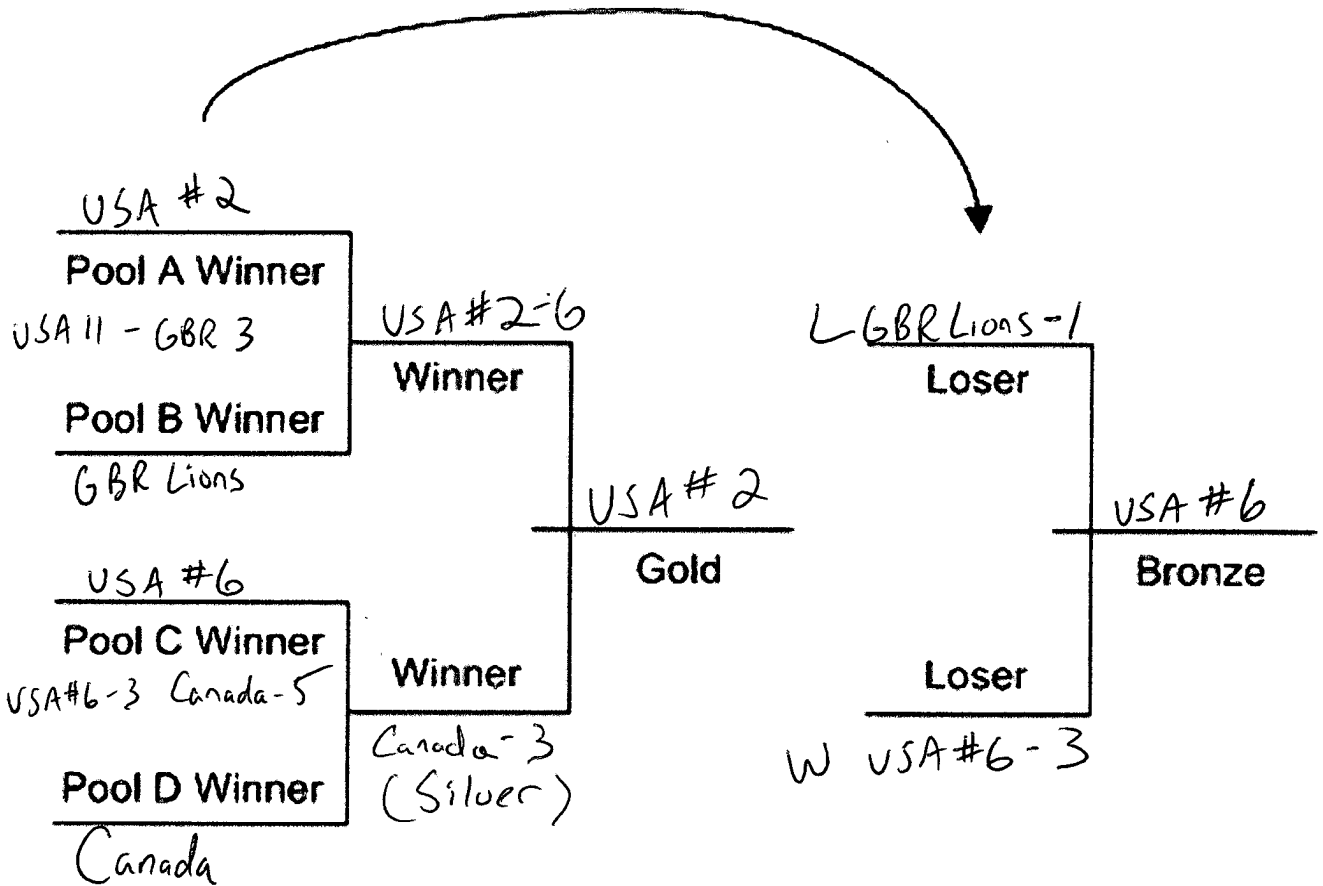 USA #2
Pool A Winner
USA 11 - GBR 3
Pool B Winner
GBR Lions
USA #6
Pool C Winner
USA#6-3 Canada-5
Pool D Winner
Canada
USA#2-6
Winner
Winner
Canada-3
(Silver)
USA #2
Gold
L GBR Lions-1
Loser
Loser
W USA#6-3
USA #6
Bronze